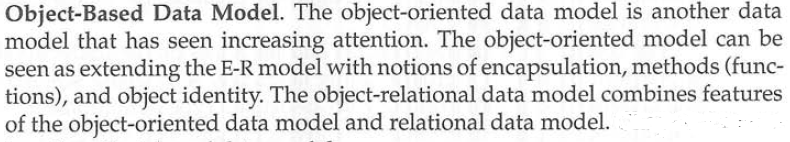 Object-Based Data Model. The object-oriented data model is another data
model that has seen increasing attention. The object-oriented model can be
seen as extending the E-R model with notions of encapsulation, methods (func-
tions), and object identity. The object-relational data model combines features
of the object-oriented data model and relational data model.